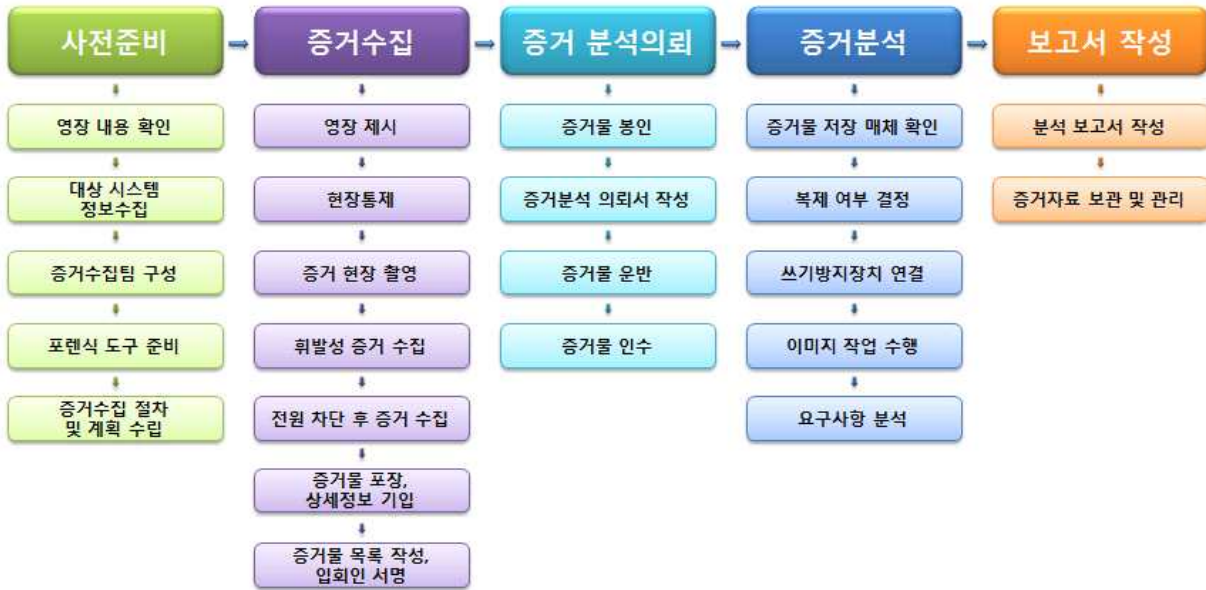 사전준비
증거수집
증거 분석의뢰
증거분석
보고서 작성
영장 내용 확인
대상 시스템
정보수집
증거수집팀 구성
포렌식 도구 준비
증거수집 절차
및 계획 수립
영장 제시
현장통제
증거 현장 촬영
휘발성 증거 수집
전원 차단 후 증거 수집
증거물 포장,
상세정보 기입
증거물 목록 작성,
입회인 서명
증거물 봉인
증거분석 의뢰서 작성
증거물 운반
증거물 인수
증거물 저장 매체 확인
복제 여부 결정
쓰기방지장치 연결
이미지 작업 수행
요구사항 분석
분석 보고서 작성
증거자료 보관 및 관리